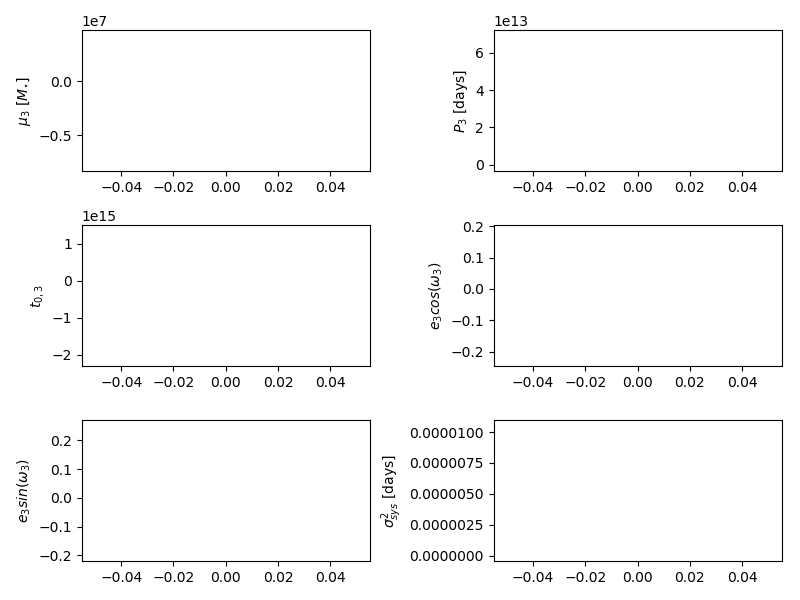 1e7
μ₃ [M⋆]
0.0
−0.5
−0.04 −0.02 0.00 0.02 0.04
1e13
P₃ [days]
6
4
2
0
−0.04 −0.02 0.00 0.02 0.04
1e15
t₀,₃
1
0
−1
−2
−0.04 −0.02 0.00 0.02 0.04
e₃cos(ω₃)
0.2
0.1
0.0
−0.1
−0.2
−0.04 −0.02 0.00 0.02 0.04
e₃sin(ω₃)
0.2
0.1
0.0
−0.1
−0.2
−0.04 −0.02 0.00 0.02 0.04
σ²sys [days]
0.0000100
0.0000075
0.0000050
0.0000025
0.0000000
−0.04 −0.02 0.00 0.02 0.04